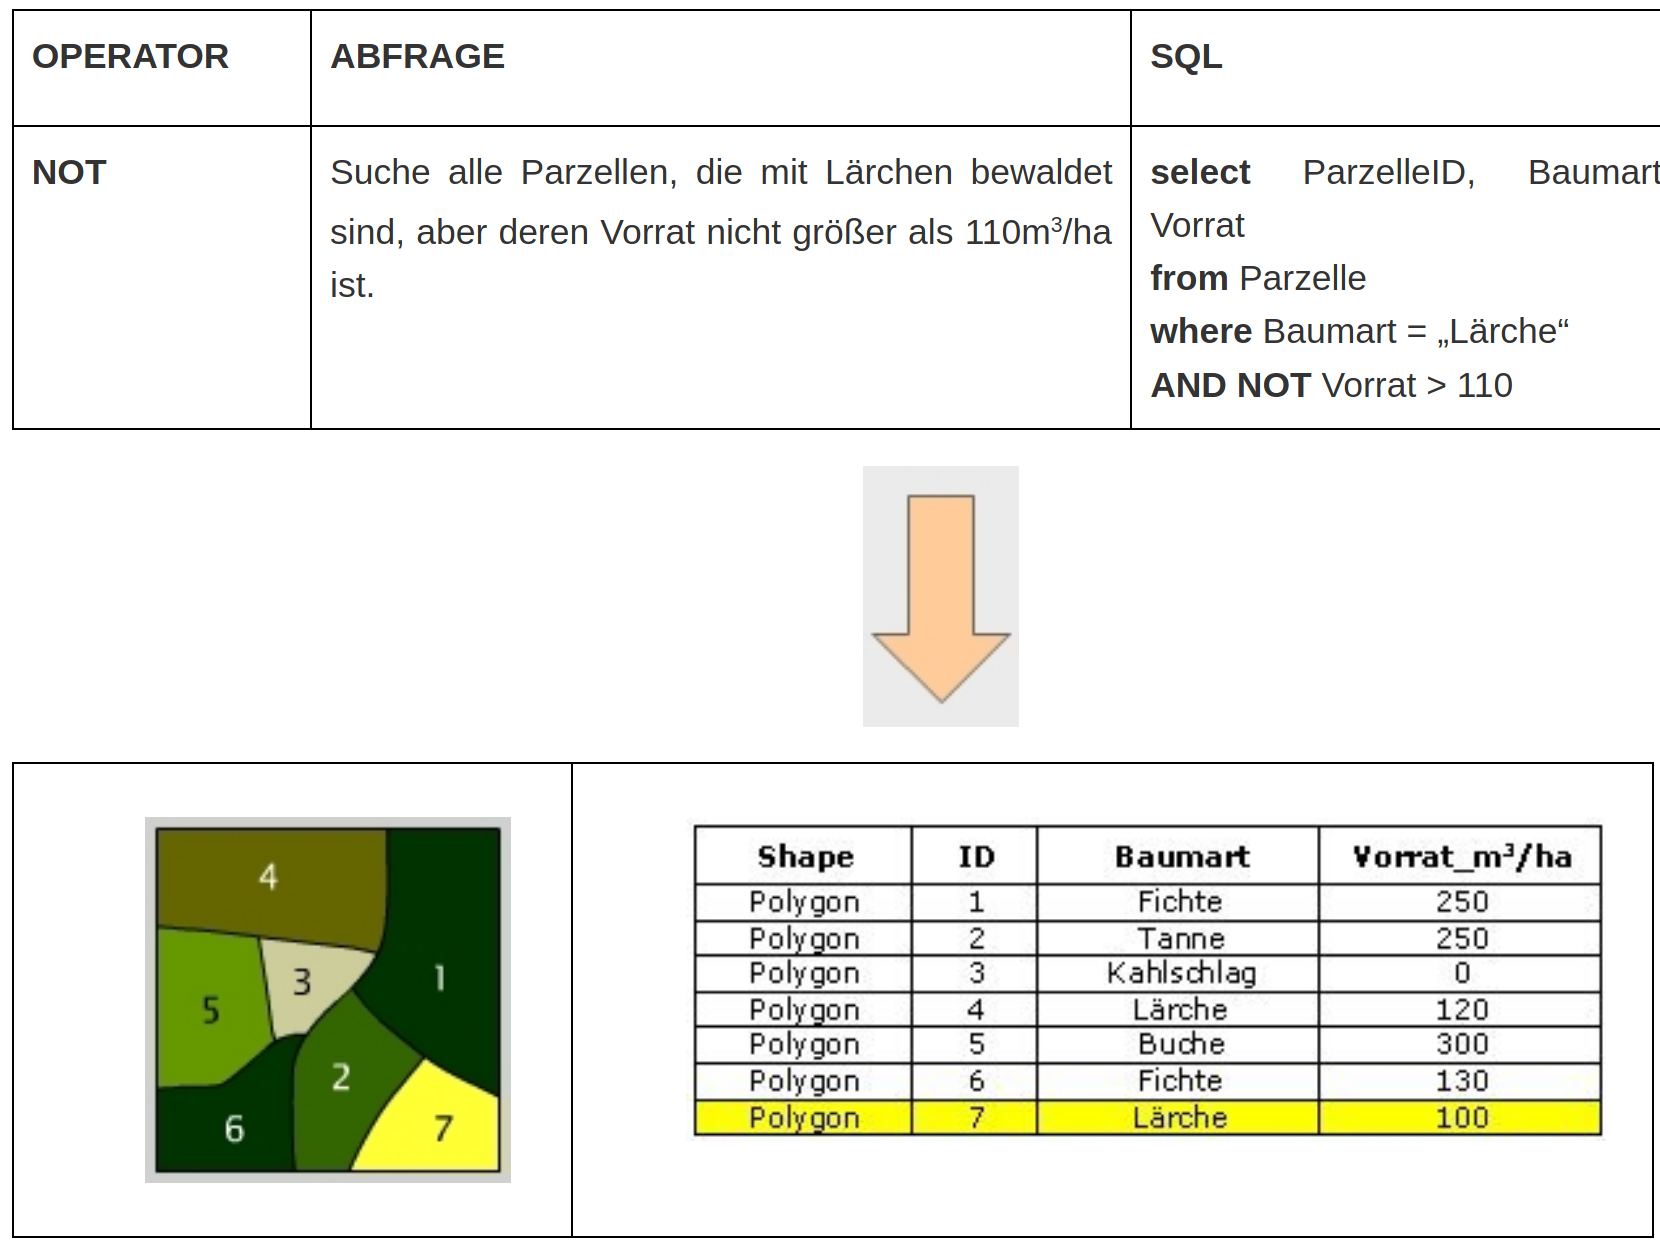 OPERATOR ABFRAGE SQL
NOT Suche alle Parzellen, die mit Lärchen bewaldet select ParzelleID, Baumart
sind, aber deren Vorrat nicht größer als 110m³/ha Vorrat
ist. from Parzelle
where Baumart = „Lärche“
AND NOT Vorrat > 110
4
3
1
5
2
6
7
Shape ID Baumart Vorrat_m³/ha
Polygon 1 Fichte 250
Polygon 2 Tanne 250
Polygon 3 Kahlschlag 0
Polygon 4 Lärche 120
Polygon 5 Buche 300
Polygon 6 Fichte 130
Polygon 7 Lärche 100